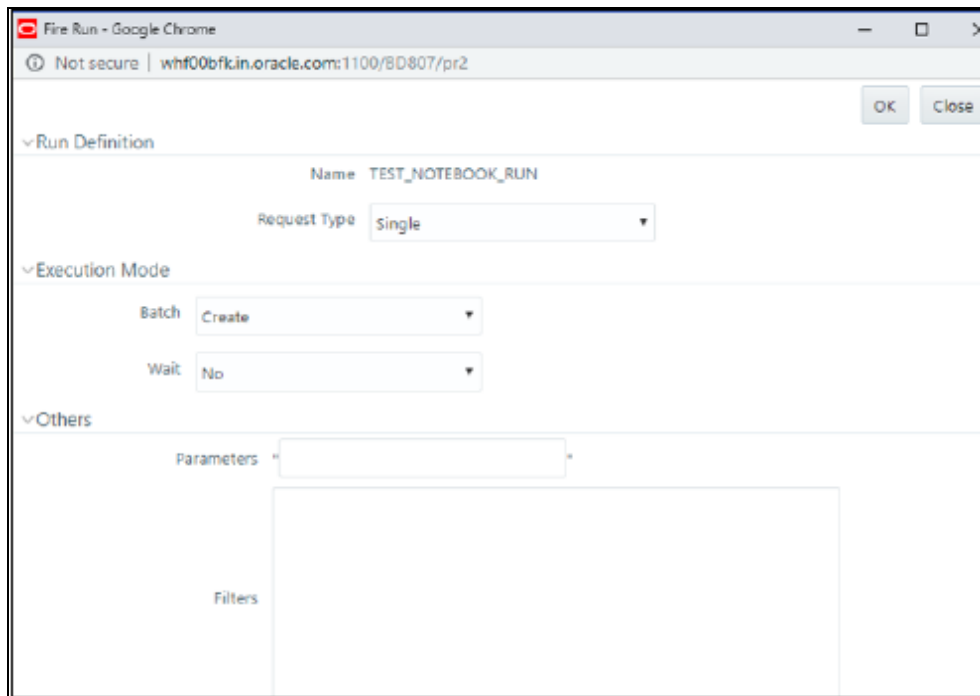 Fire Run - Google Chrome
Not secure | whf00bfk.in.oracle.com:1100/BD807/pr2
OK Close
Run Definition
Name TEST_NOTEBOOK_RUN
Request Type Single
Execution Mode
Batch Create
Wait No
Others
Parameters " "
Filters